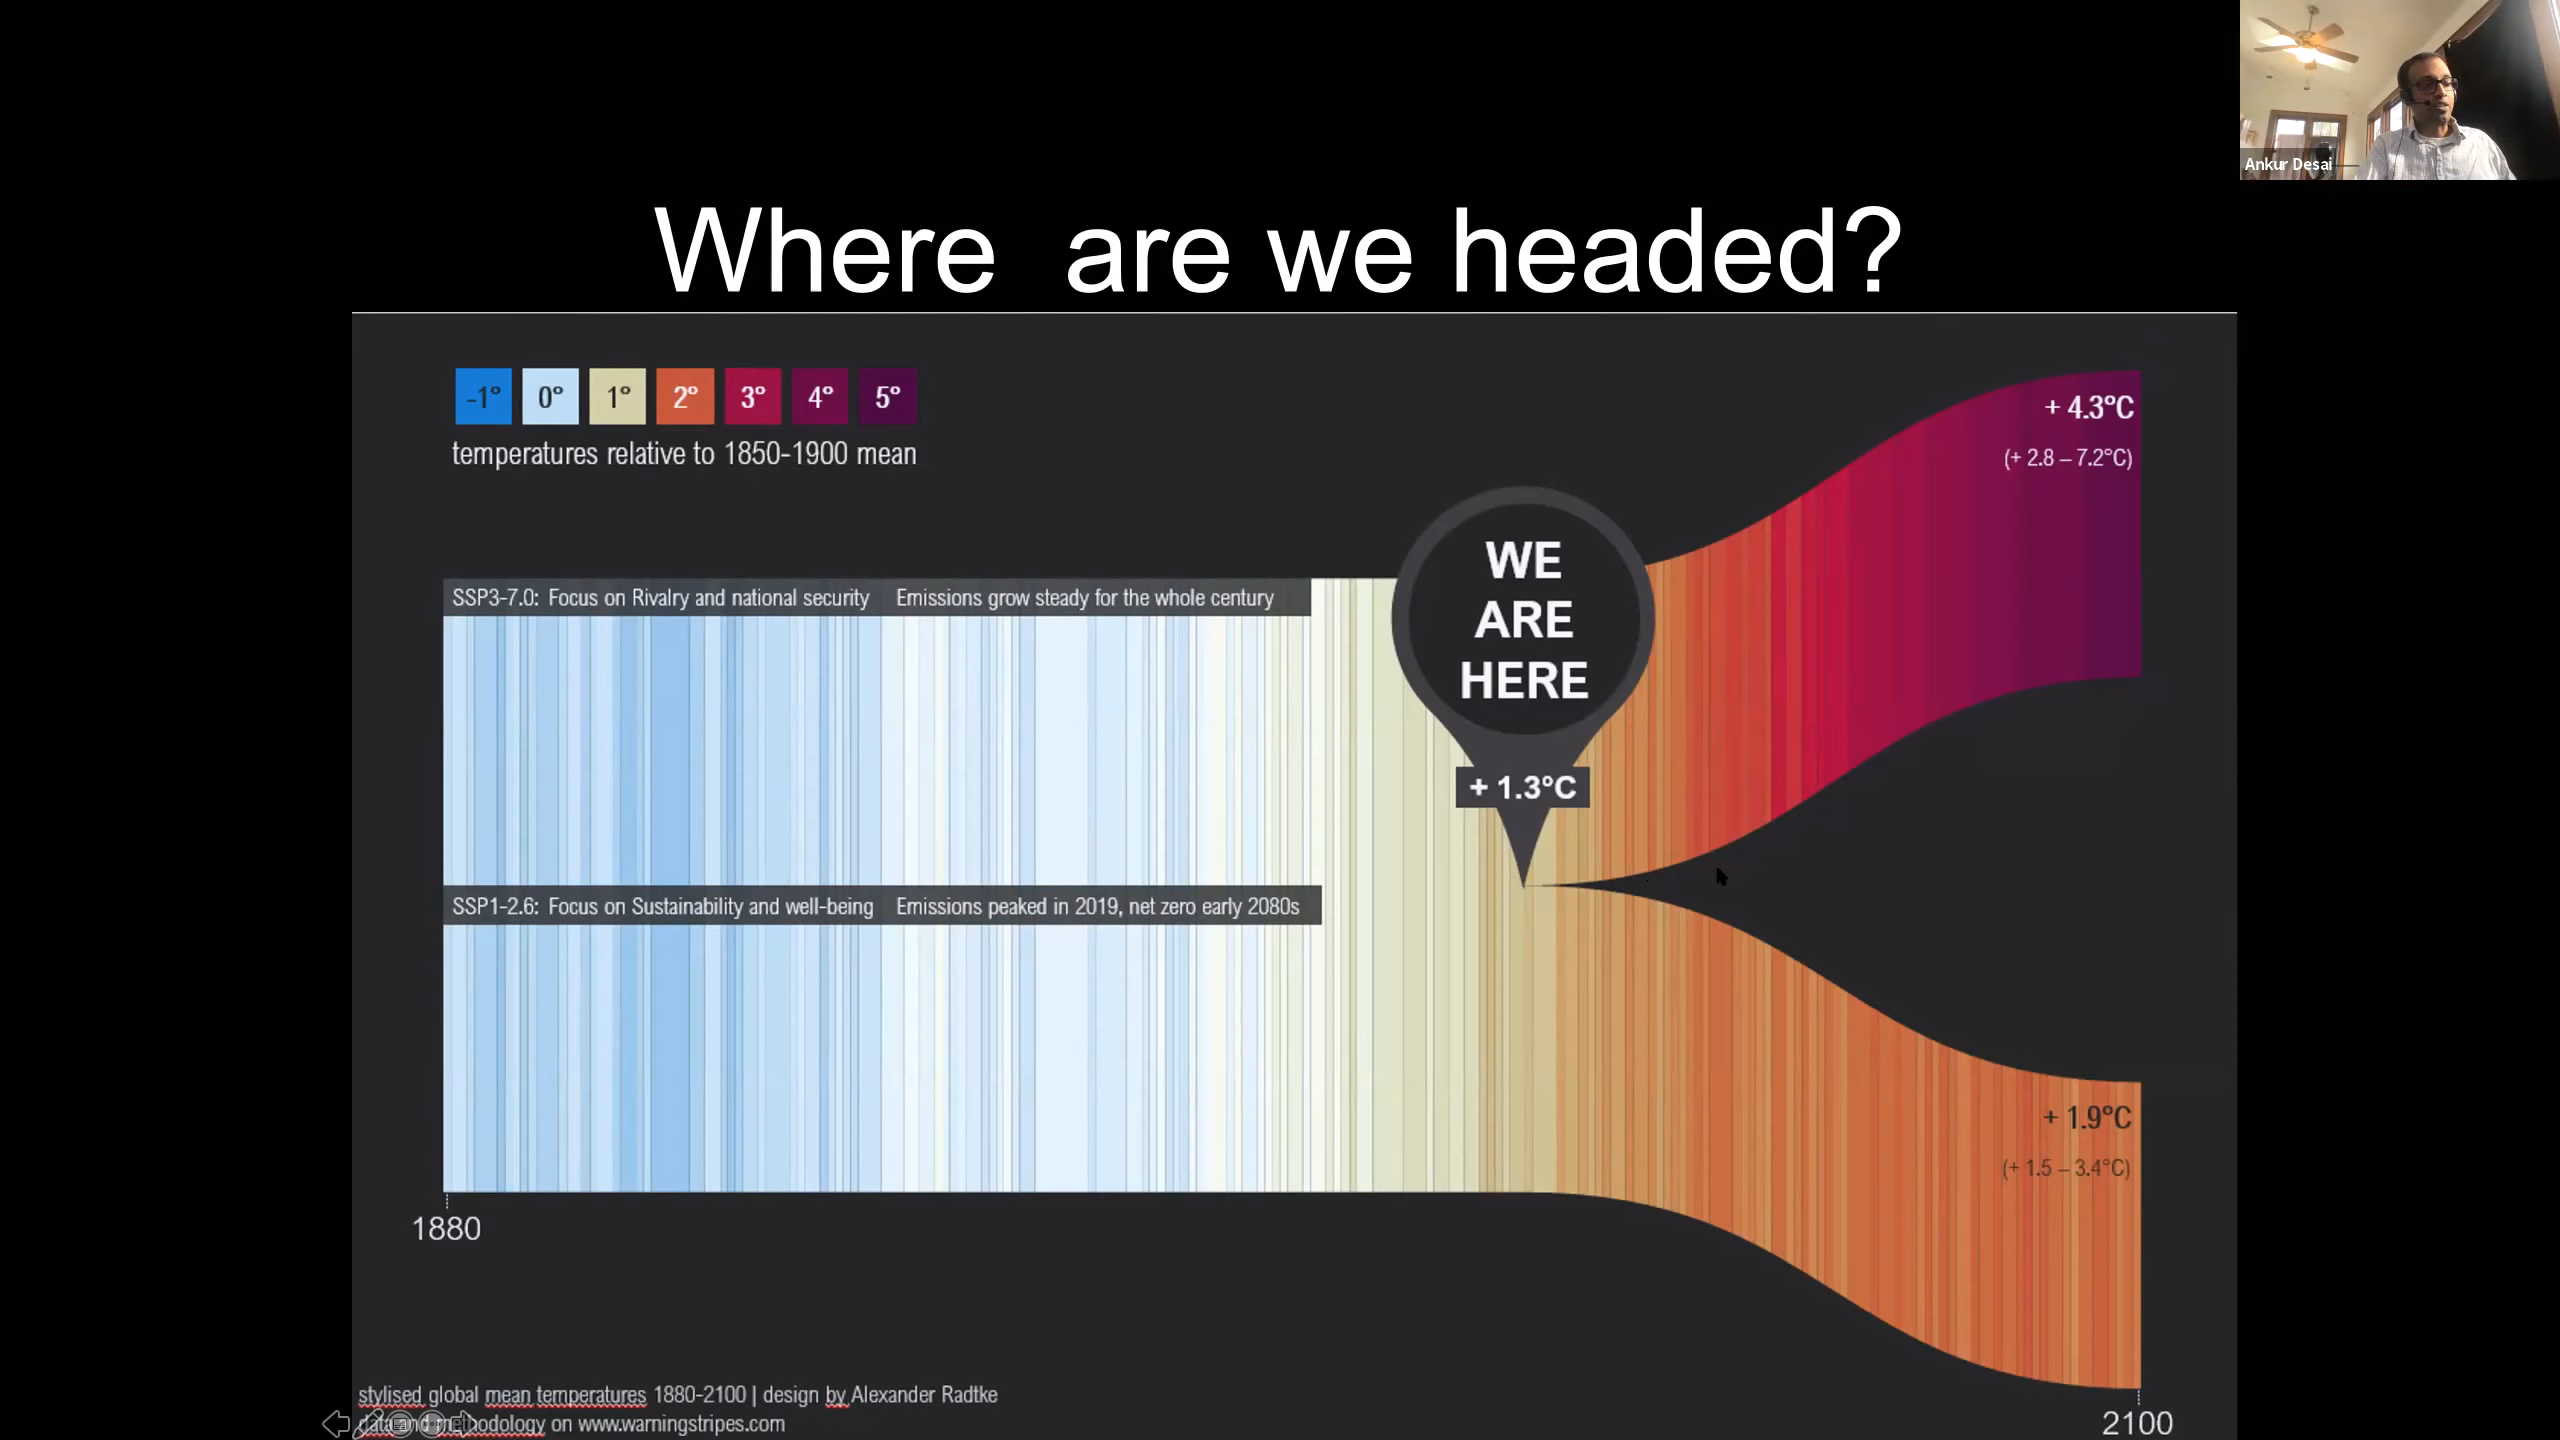 Ankur Desai
Where are we headed?
-1° 0° 1° 2° 3° 4° 5°
temperatures relative to 1850-1900 mean
+ 4.3°C
(+ 2.8 – 7.2°C)
WE
ARE
HERE
+ 1.3°C
SSP3-7.0: Focus on Rivalry and national security Emissions grow steady for the whole century
SSP1-2.6: Focus on Sustainability and well-being Emissions peaked in 2019, net zero early 2080s
+ 1.9°C
(+ 1.5 – 3.4°C)
1880
2100
stylised global mean temperatures 1880-2100 | design by Alexander Radtke
data and methodology on www.warningstripes.com